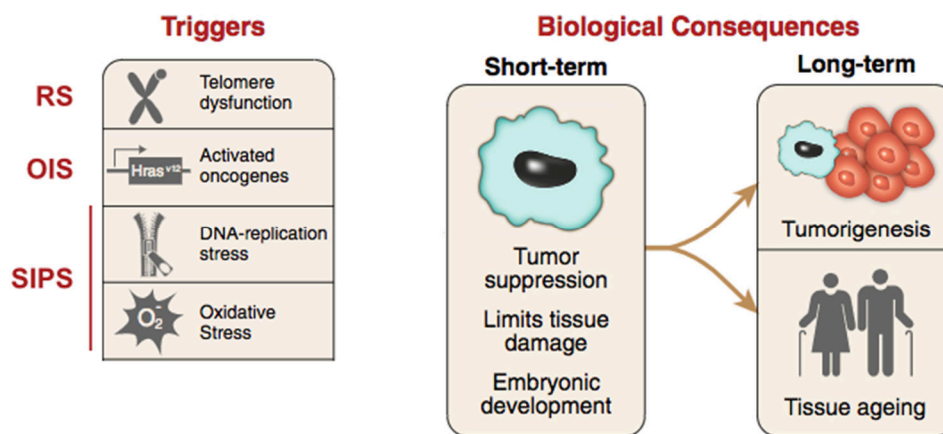 Triggers
RS
Telomere
dysfunction
OIS
Hras v12
Activated
oncogenes
SIPS
DNA-replication
stress
O2-
Oxidative
Stress
Biological Consequences
Short-term
Tumor
suppression
Limits tissue
damage
Embryonic
development
Long-term
Tumorigenesis
Tissue ageing